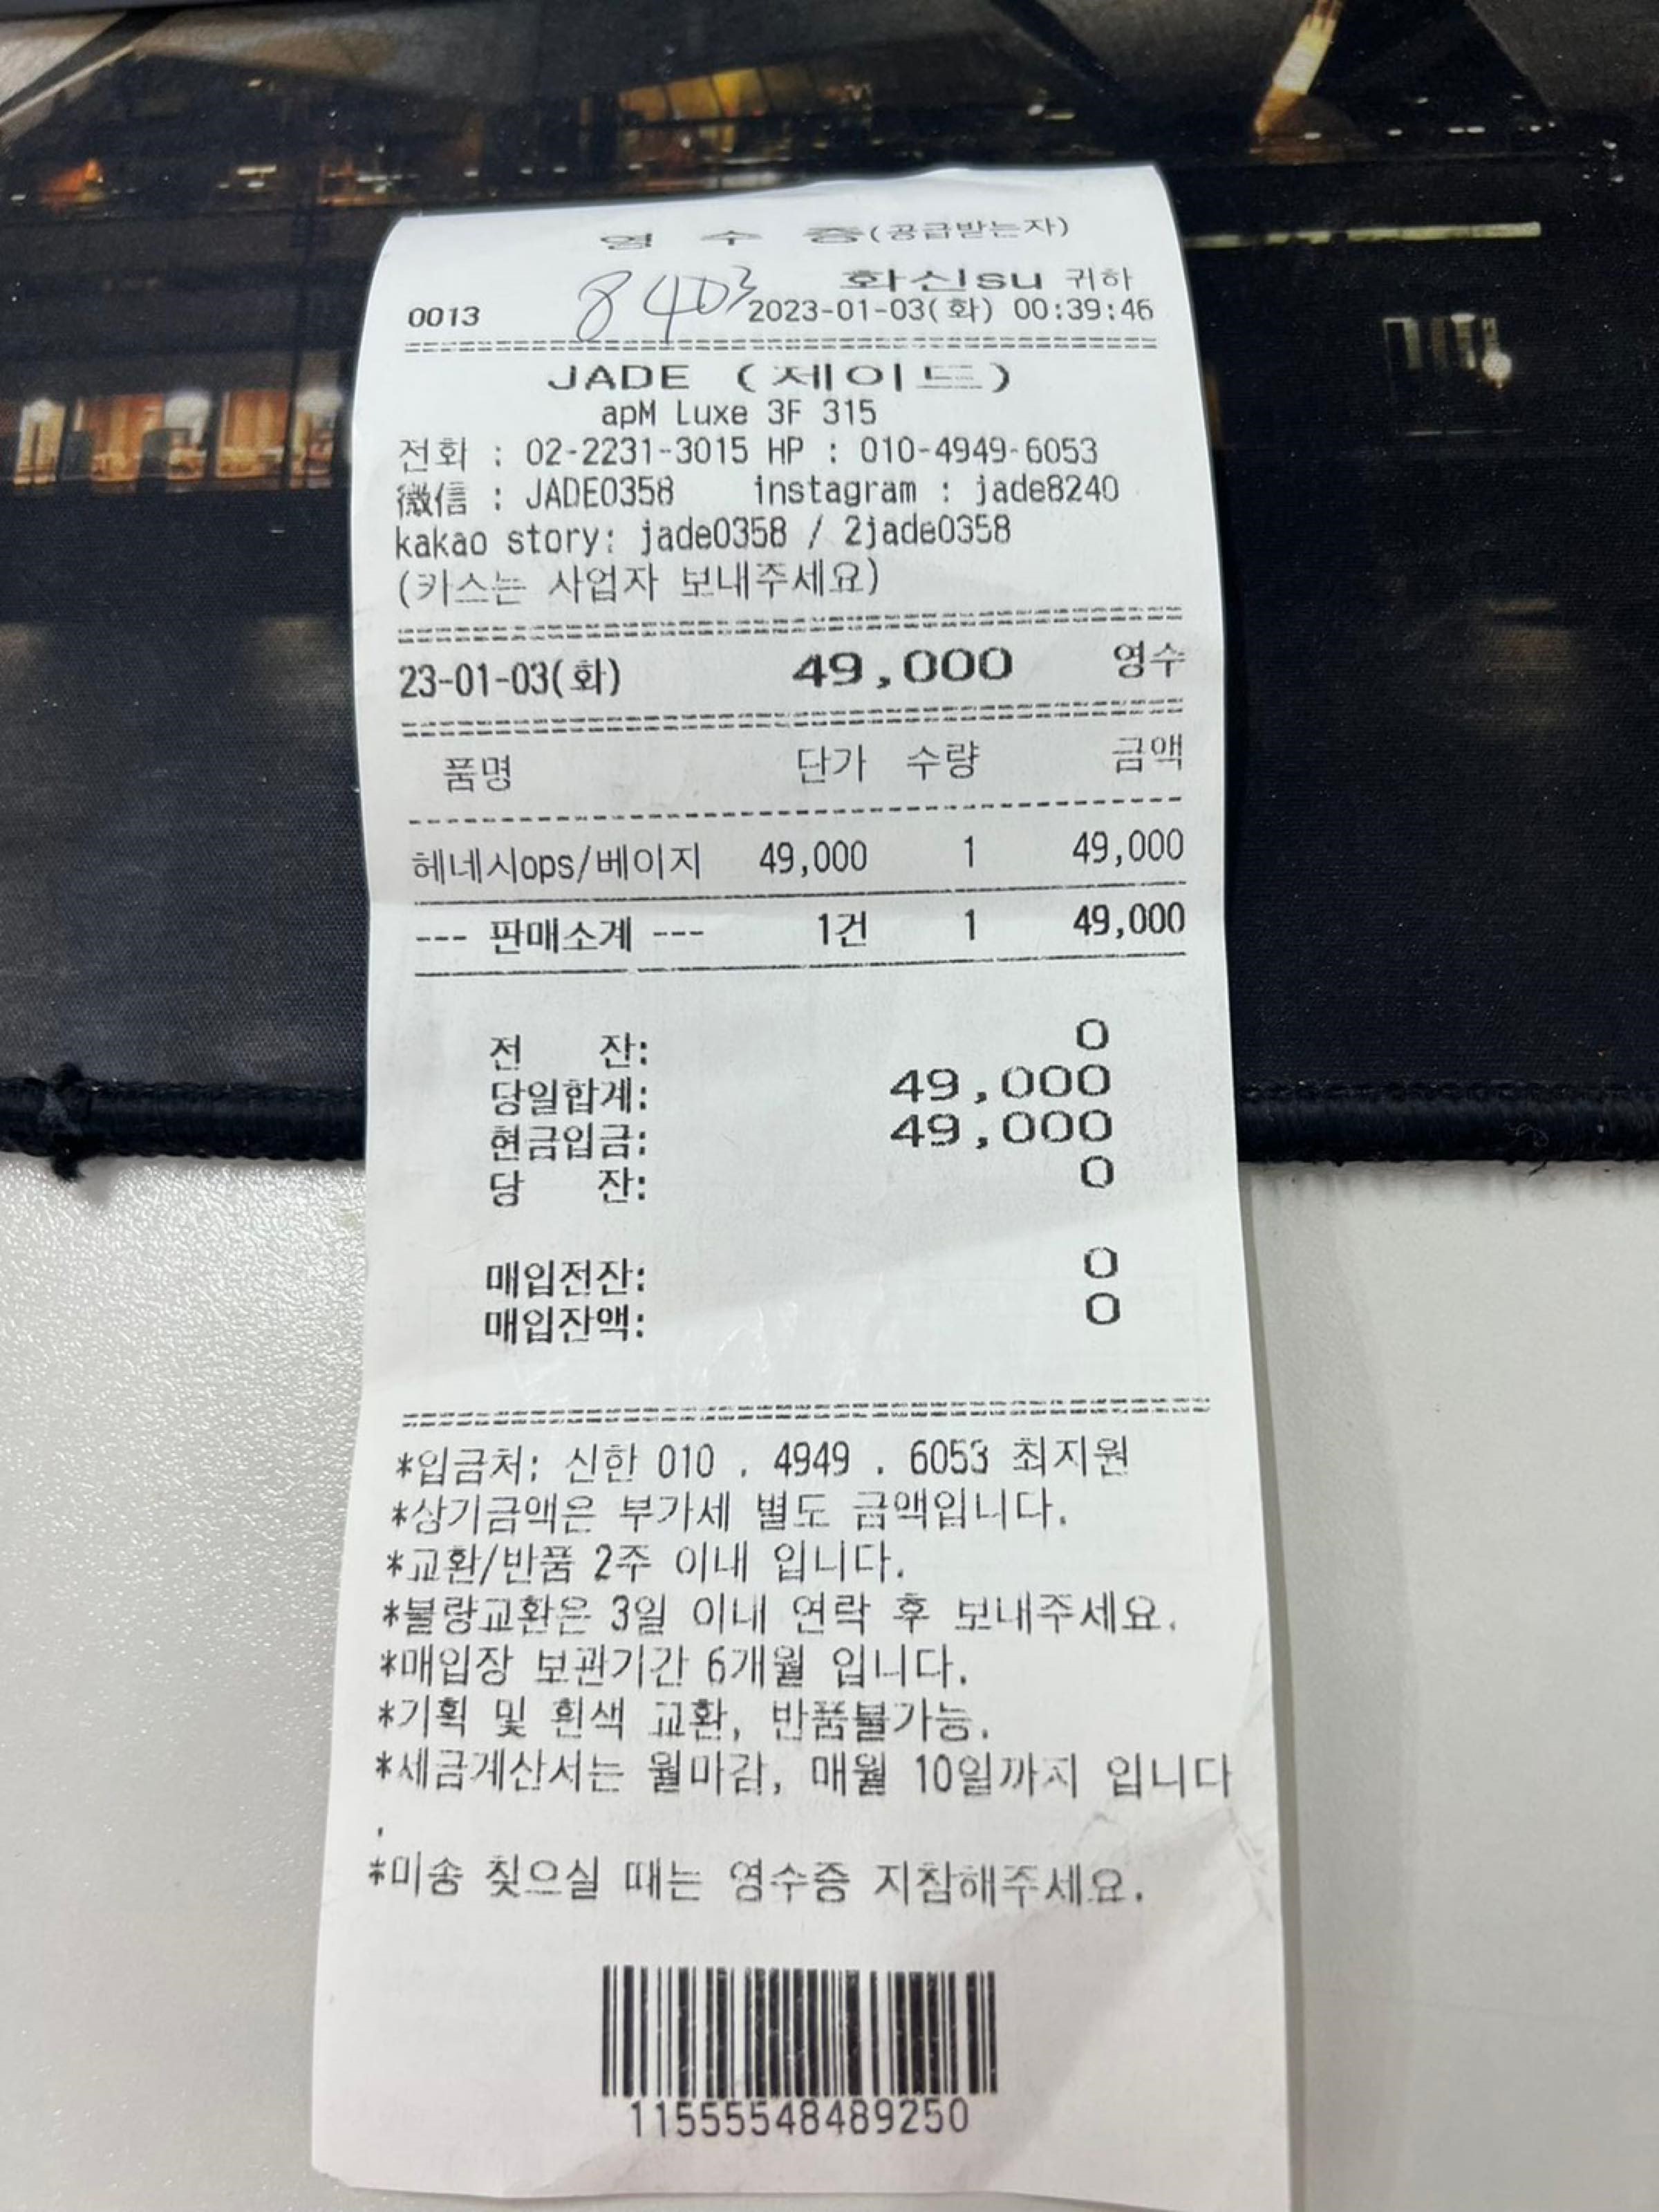 영 수 증(공급받는자)
화신su 귀하
8403
0013 2023-01-03(화) 00:39:46
JADE (제이드)
apM Luxe 3F 315
전화 : 02-2231-3015 HP : 010-4949-6053
微信 : JADE0358 instagram : jade8240
kakao story: jade0358 / 2jade0358
(카스는 사업자 보내주세요)
23-01-03(화) 49,000 영수
품명 단가 수량 금액
헤네시ops/베이지 49,000 1 49,000
--- 판매소계 --- 1건 1 49,000
전 잔: 0
당일합계: 49,000
현금입금: 49,000
당 잔: 0
매입전잔: 0
매입잔액: 0
*입금처: 신한 010 . 4949 . 6053 최지원
*상기금액은 부가세 별도 금액입니다.
*교환/반품 2주 이내 입니다.
*불량교환은 3일 이내 연락 후 보내주세요.
*매입장 보관기간 6개월 입니다.
*기획 및 흰색 교환, 반품불가능.
*세금계산서는 월마감, 매월 10일까지 입니다
.
*미송 찾으실 때는 영수증 지참해주세요.
11555548489250